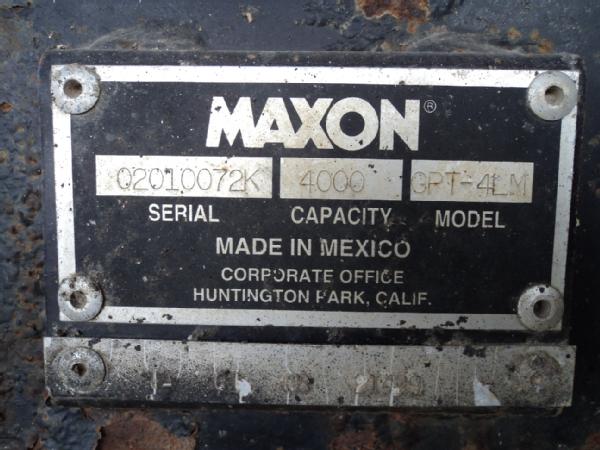 MAXON®
02010072K 4000 GPT-4LM
SERIAL CAPACITY MODEL
MADE IN MEXICO
CORPORATE OFFICE
HUNTINGTON PARK, CALIF.